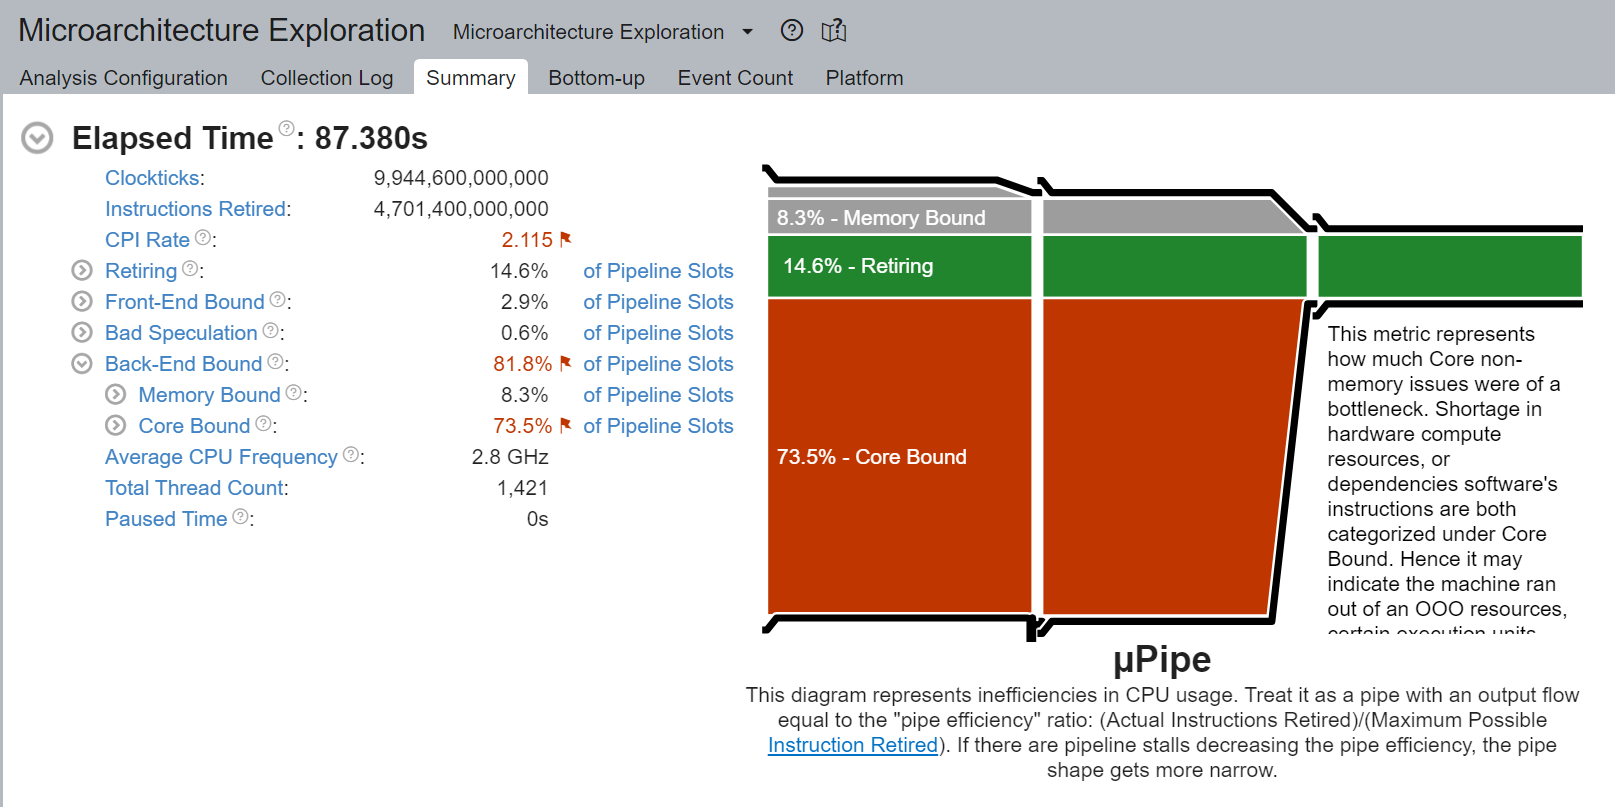 Microarchitecture Exploration Microarchitecture Exploration
Analysis Configuration Collection Log Summary Bottom-up Event Count Platform
Elapsed Time: 87.380s
Clockticks: 9,944,600,000,000
Instructions Retired: 4,701,400,000,000
CPI Rate: 2.115
Retiring: 14.6% of Pipeline Slots
Front-End Bound: 2.9% of Pipeline Slots
Bad Speculation: 0.6% of Pipeline Slots
Back-End Bound: 81.8% of Pipeline Slots
Memory Bound: 8.3% of Pipeline Slots
Core Bound: 73.5% of Pipeline Slots
Average CPU Frequency: 2.8 GHz
Total Thread Count: 1,421
Paused Time: 0s
8.3% - Memory Bound
14.6% - Retiring
73.5% - Core Bound
This metric represents
how much Core non-
memory issues were of a
bottleneck. Shortage in
hardware compute
resources, or
dependencies software's
instructions are both
categorized under Core
Bound. Hence it may
indicate the machine ran
out of an OOO resources,
certain execution units
µPipe
This diagram represents inefficiencies in CPU usage. Treat it as a pipe with an output flow
equal to the "pipe efficiency" ratio: (Actual Instructions Retired)/(Maximum Possible
Instruction Retired). If there are pipeline stalls decreasing the pipe efficiency, the pipe
shape gets more narrow.